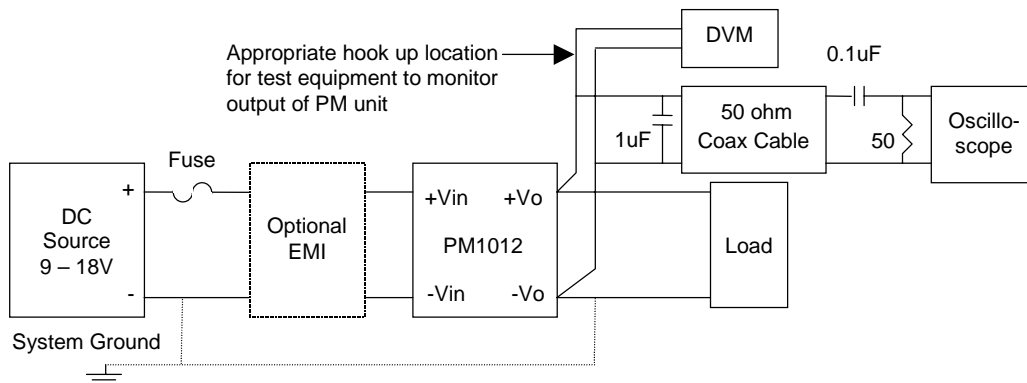 DVM
Appropriate hook up location
for test equipment to monitor
output of PM unit
0.1uF
1uF
50 ohm
Coax Cable
50
Oscillo-
scope
Fuse
+
DC
Source
9 – 18V
-
Optional
EMI
+Vin
+Vo
PM1012
-Vin
-Vo
Load
System Ground